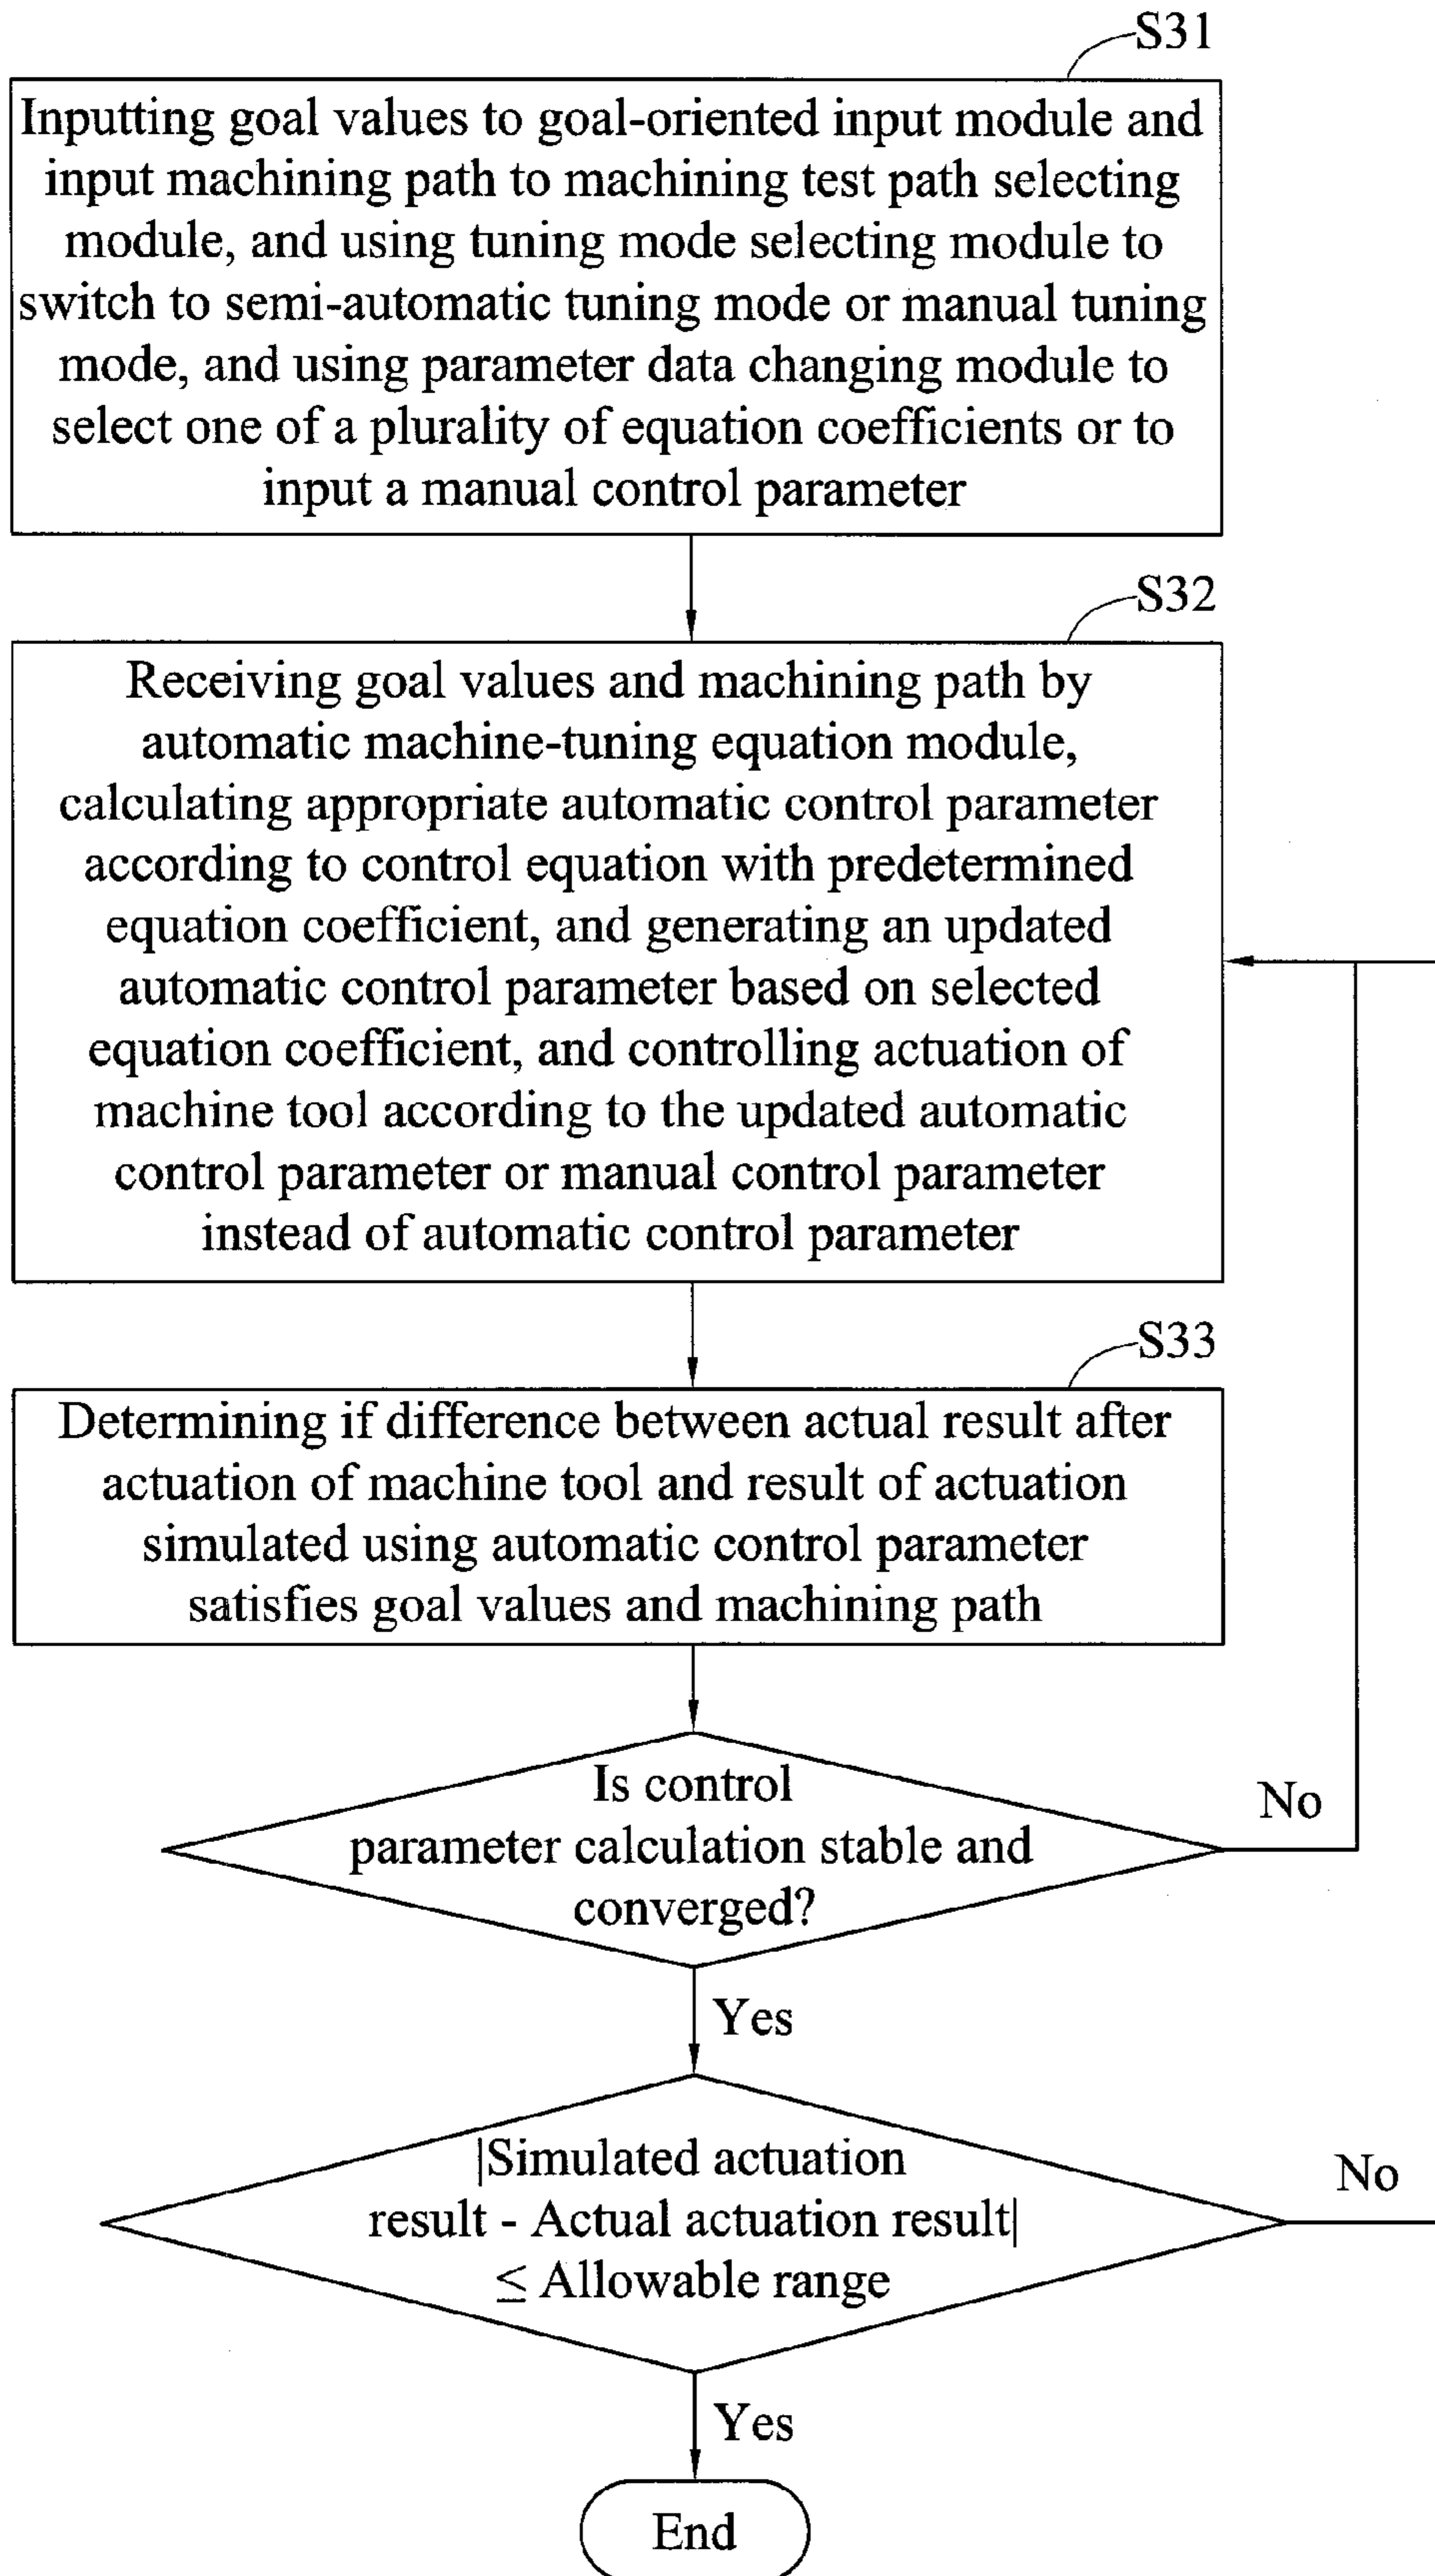 S31
Inputting goal values to goal-oriented input module and
input machining path to machining test path selecting
module, and using tuning mode selecting module to
switch to semi-automatic tuning mode or manual tuning
mode, and using parameter data changing module to
select one of a plurality of equation coefficients or to
input a manual control parameter
S32
Receiving goal values and machining path by
automatic machine-tuning equation module,
calculating appropriate automatic control parameter
according to control equation with predetermined
equation coefficient, and generating an updated
automatic control parameter based on selected
equation coefficient, and controlling actuation of
machine tool according to the updated automatic
control parameter or manual control parameter
instead of automatic control parameter
S33
Determining if difference between actual result after
actuation of machine tool and result of actuation
simulated using automatic control parameter
satisfies goal values and machining path
Is control
parameter calculation stable and
converged?
No
Yes
|Simulated actuation
result - Actual actuation result|
≤ Allowable range
No
Yes
End